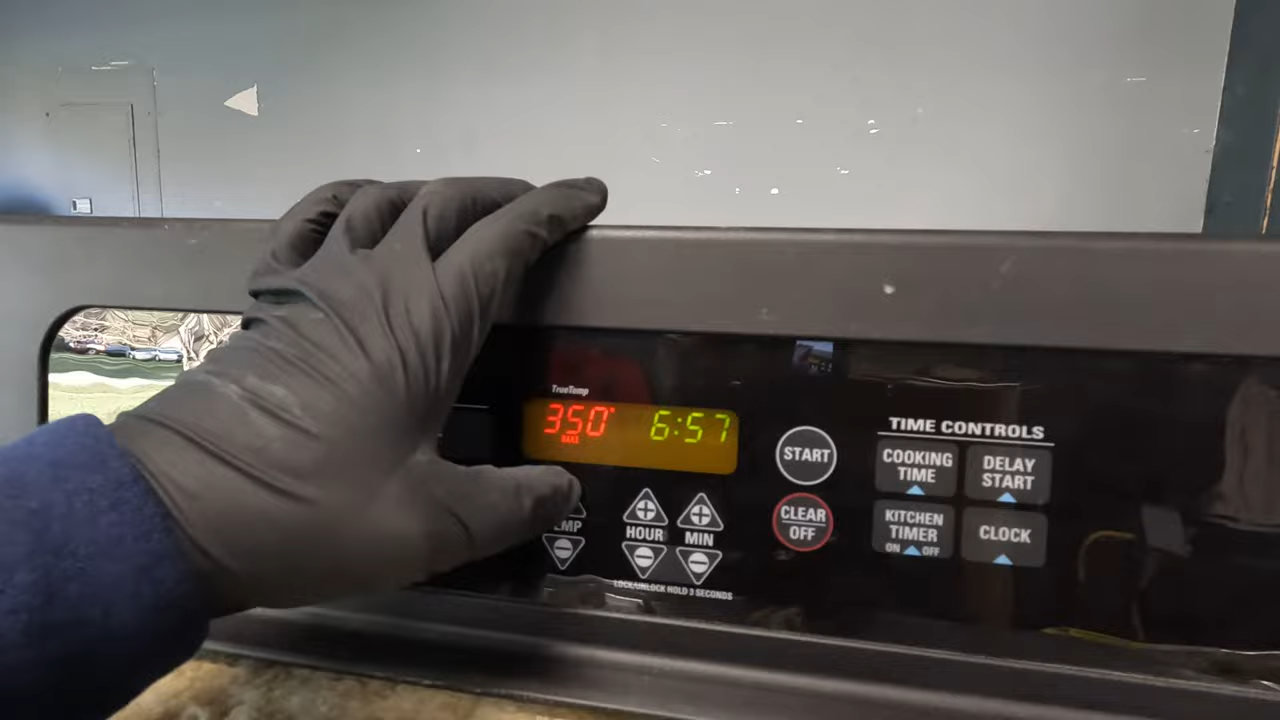 TrueTemp
350° 6:57
BAKE
START
CLEAR
OFF
TEMP
HOUR
MIN
LOCK/UNLOCK HOLD 3 SECONDS
TIME CONTROLS
COOKING
TIME
DELAY
START
KITCHEN
TIMER
ON OFF
CLOCK